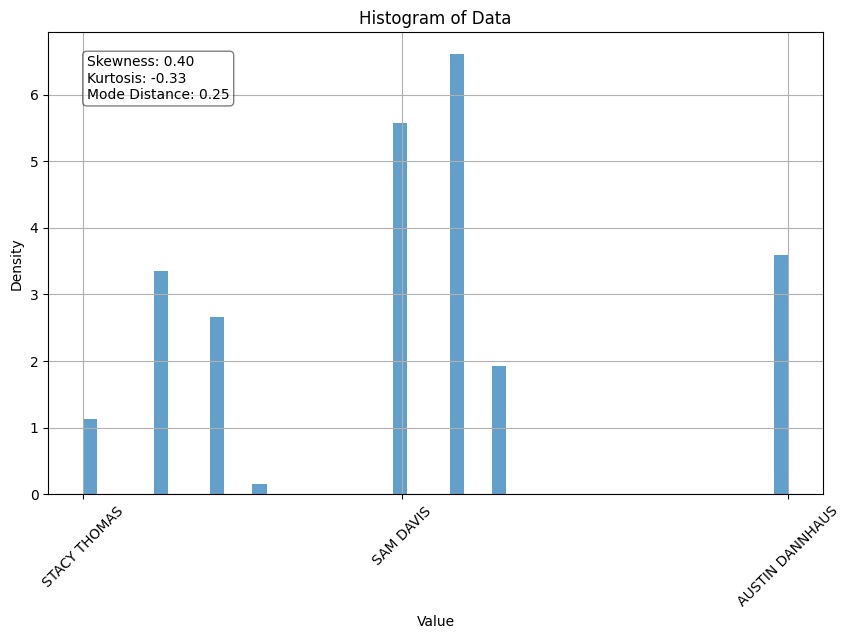 Histogram of Data
Skewness: 0.40
Kurtosis: -0.33
Mode Distance: 0.25
Density
6
5
4
3
2
1
0
STACY THOMAS
SAM DAVIS
AUSTIN DANNHAUS
Value